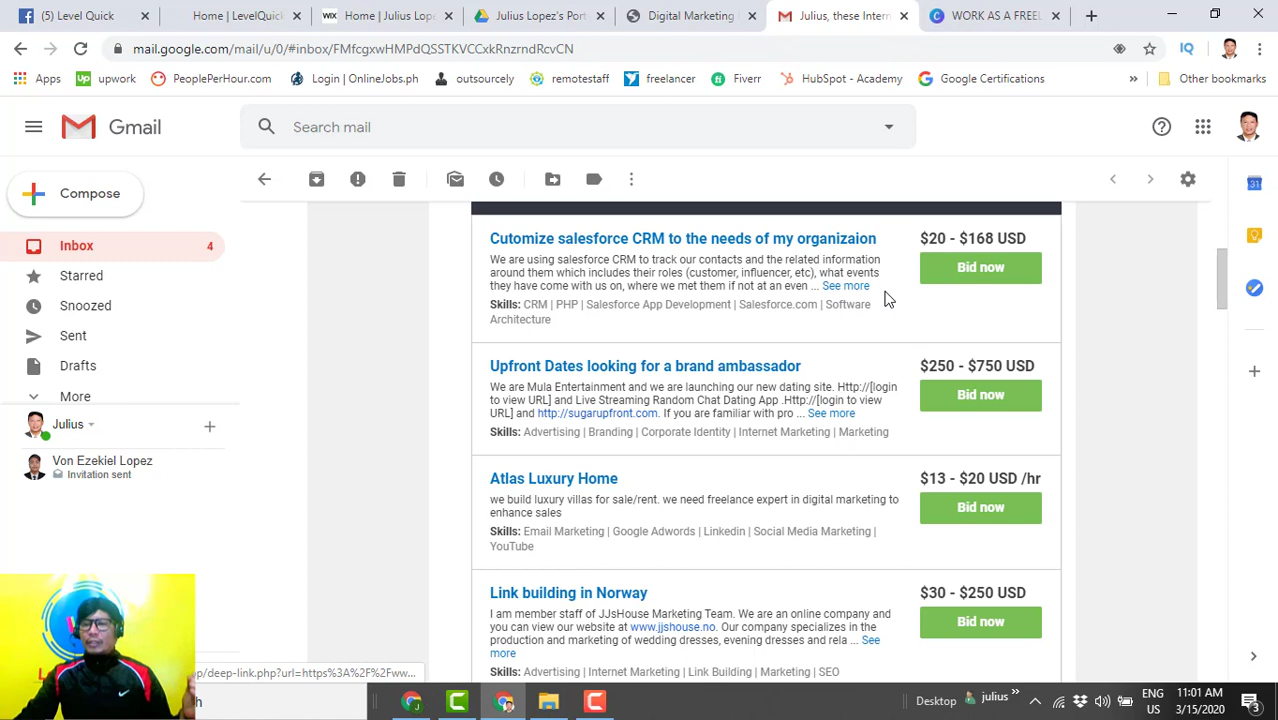 (5) Level Quick
Home | LevelQuick
WIX Home | Julius Lope
Julius Lopez's Port
Digital Marketing
Julius, these Intern
WORK AS A FREEL
mail.google.com/mail/u/0/#inbox/FMfcgxwHMPdQSSTKVCCxkRnzrndRcvCN
Apps
Up upwork
PeoplePerHour.com
Login | OnlineJobs.ph
outsourcely
remotestaff
freelancer
Fiverr
HubSpot - Academy
Google Certifications
»
Other bookmarks
Gmail
Search mail
Compose
Inbox 4
Starred
Snoozed
Sent
Drafts
More
Julius
Von Ezekiel Lopez
Invitation sent
Cutomize salesforce CRM to the needs of my organizaion
$20 - $168 USD
We are using salesforce CRM to track our contacts and the related information
around them which includes their roles (customer, influencer, etc), what events
they have come with us on, where we met them if not at an even ... See more
Bid now
Skills: CRM | PHP | Salesforce App Development | Salesforce.com | Software
Architecture
Upfront Dates looking for a brand ambassador
$250 - $750 USD
We are Mula Entertainment and we are launching our new dating site. Http://[login
to view URL] and Live Streaming Random Chat Dating App .Http://[login to view
URL] and http://sugarupfront.com. If you are familiar with pro ... See more
Bid now
Skills: Advertising | Branding | Corporate Identity | Internet Marketing | Marketing
Atlas Luxury Home
$13 - $20 USD /hr
we build luxury villas for sale/rent. we need freelance expert in digital marketing to
enhance sales
Bid now
Skills: Email Marketing | Google Adwords | Linkedin | Social Media Marketing |
YouTube
Link building in Norway
$30 - $250 USD
I am member staff of JJsHouse Marketing Team. We are an online company and
you can view our website at www.jjshouse.no. Our company specializes in the
production and marketing of wedding dresses, evening dresses and rela ... See
more
Bid now
Skills: Advertising | Internet Marketing | Link Building | Marketing | SEO
p/deep-link.php?url=https%3A%2F%2Fww...
Desktop
julius »
ENG
US
11:01 AM
3/15/2020
3